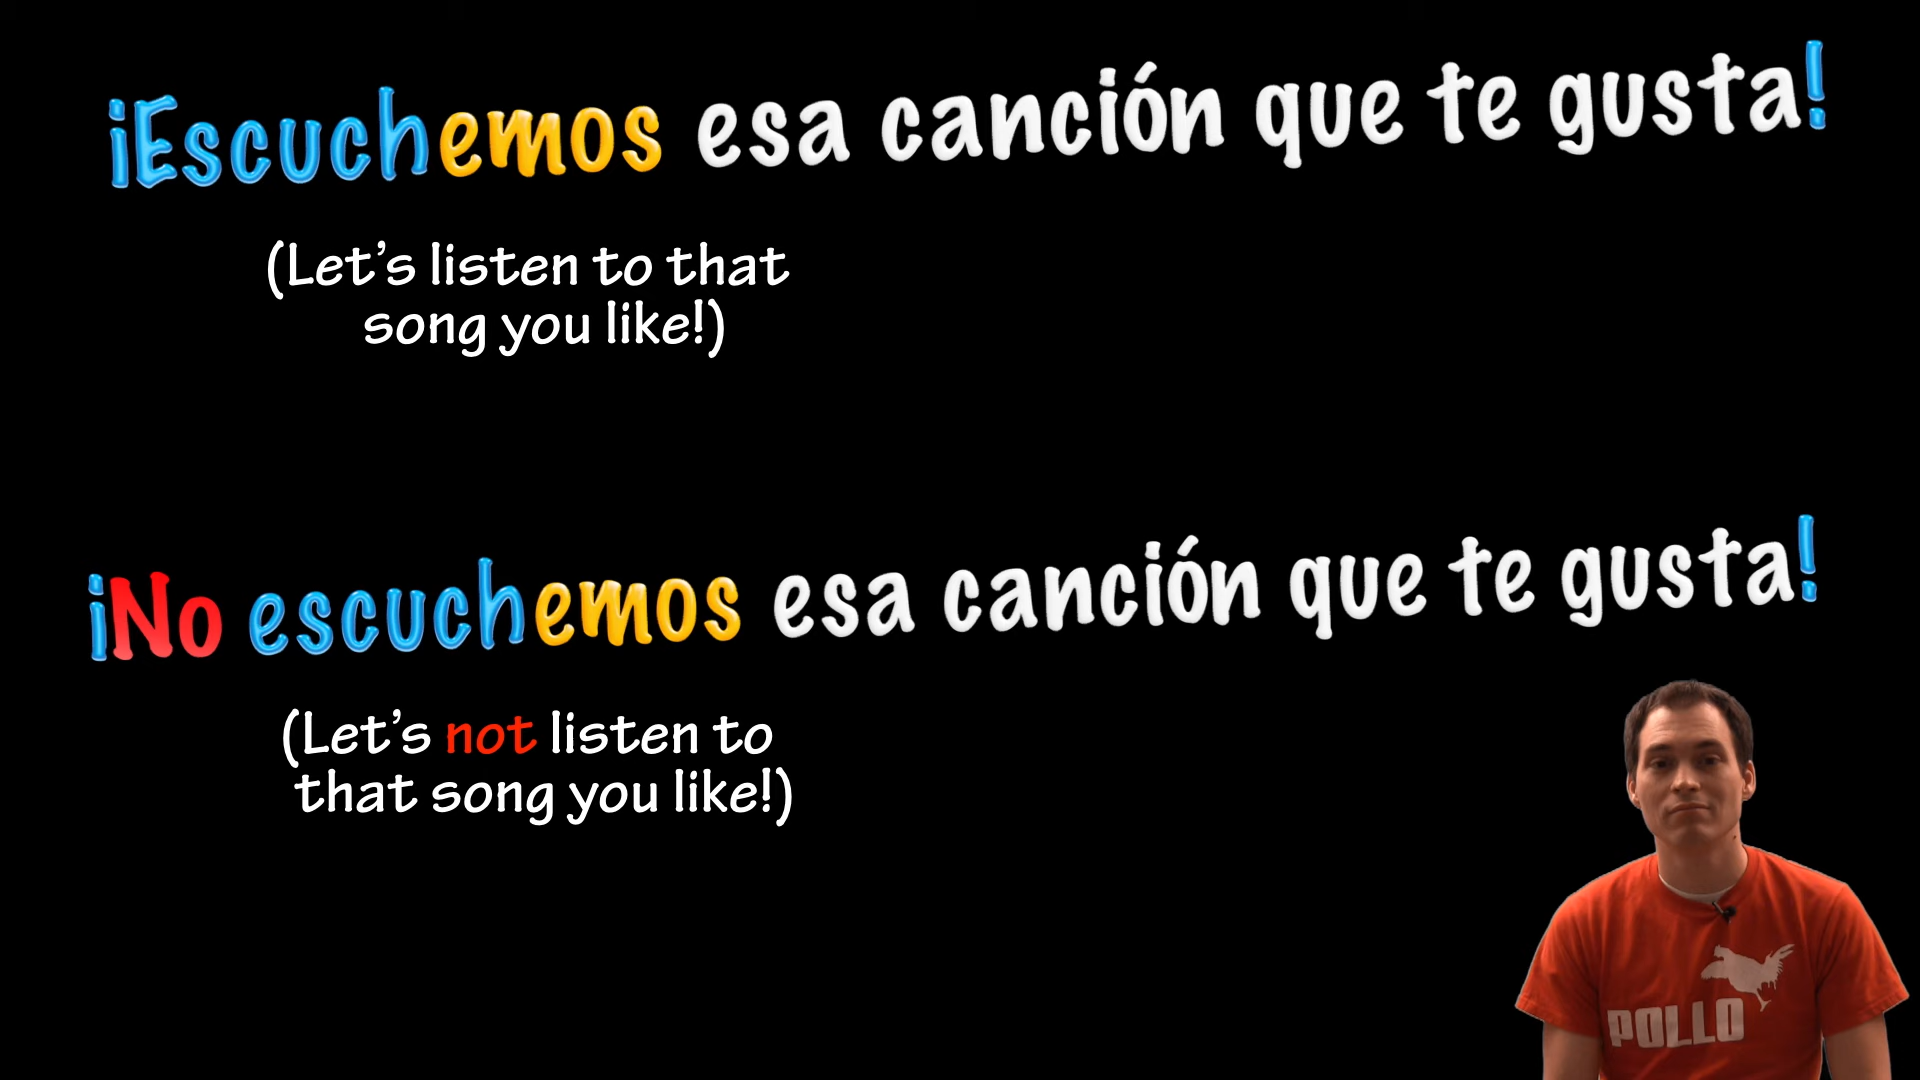 ¡Escuchemos esa canción que te gusta!
(Let's listen to that
song you like!)
¡No escuchemos esa canción que te gusta!
(Let's not listen to
that song you like!)
POLLO